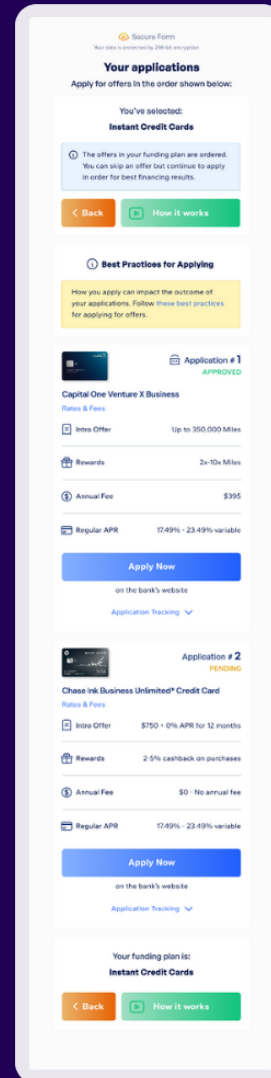 Secure Form
Your data is protected by 256-bit encryption
Your applications
Apply for offers in the order shown below:
You've selected:
Instant Credit Cards
The offers in your funding plan are ordered.
You can skip an offer but continue to apply
in order for best financing results.
Back
How it works
Best Practices for Applying
How you apply can impact the outcome of
your applications. Follow these best practices
for applying for offers.
Application # 1
APPROVED
Capital One Venture X Business
Rates & Fees
Intro Offer Up to 350,000 Miles
Rewards 2x-10x Miles
Annual Fee $395
Regular APR 17.49% - 23.49% variable
Apply Now
on the bank's website
Application Tracking
Application # 2
PENDING
Chase Ink Business Unlimited® Credit Card
Rates & Fees
Intro Offer $750 + 0% APR for 12 months
Rewards 2-5% cashback on purchases
Annual Fee $0 - No annual fee
Regular APR 17.49% - 23.49% variable
Apply Now
on the bank's website
Application Tracking
Your funding plan is:
Instant Credit Cards
Back
How it works